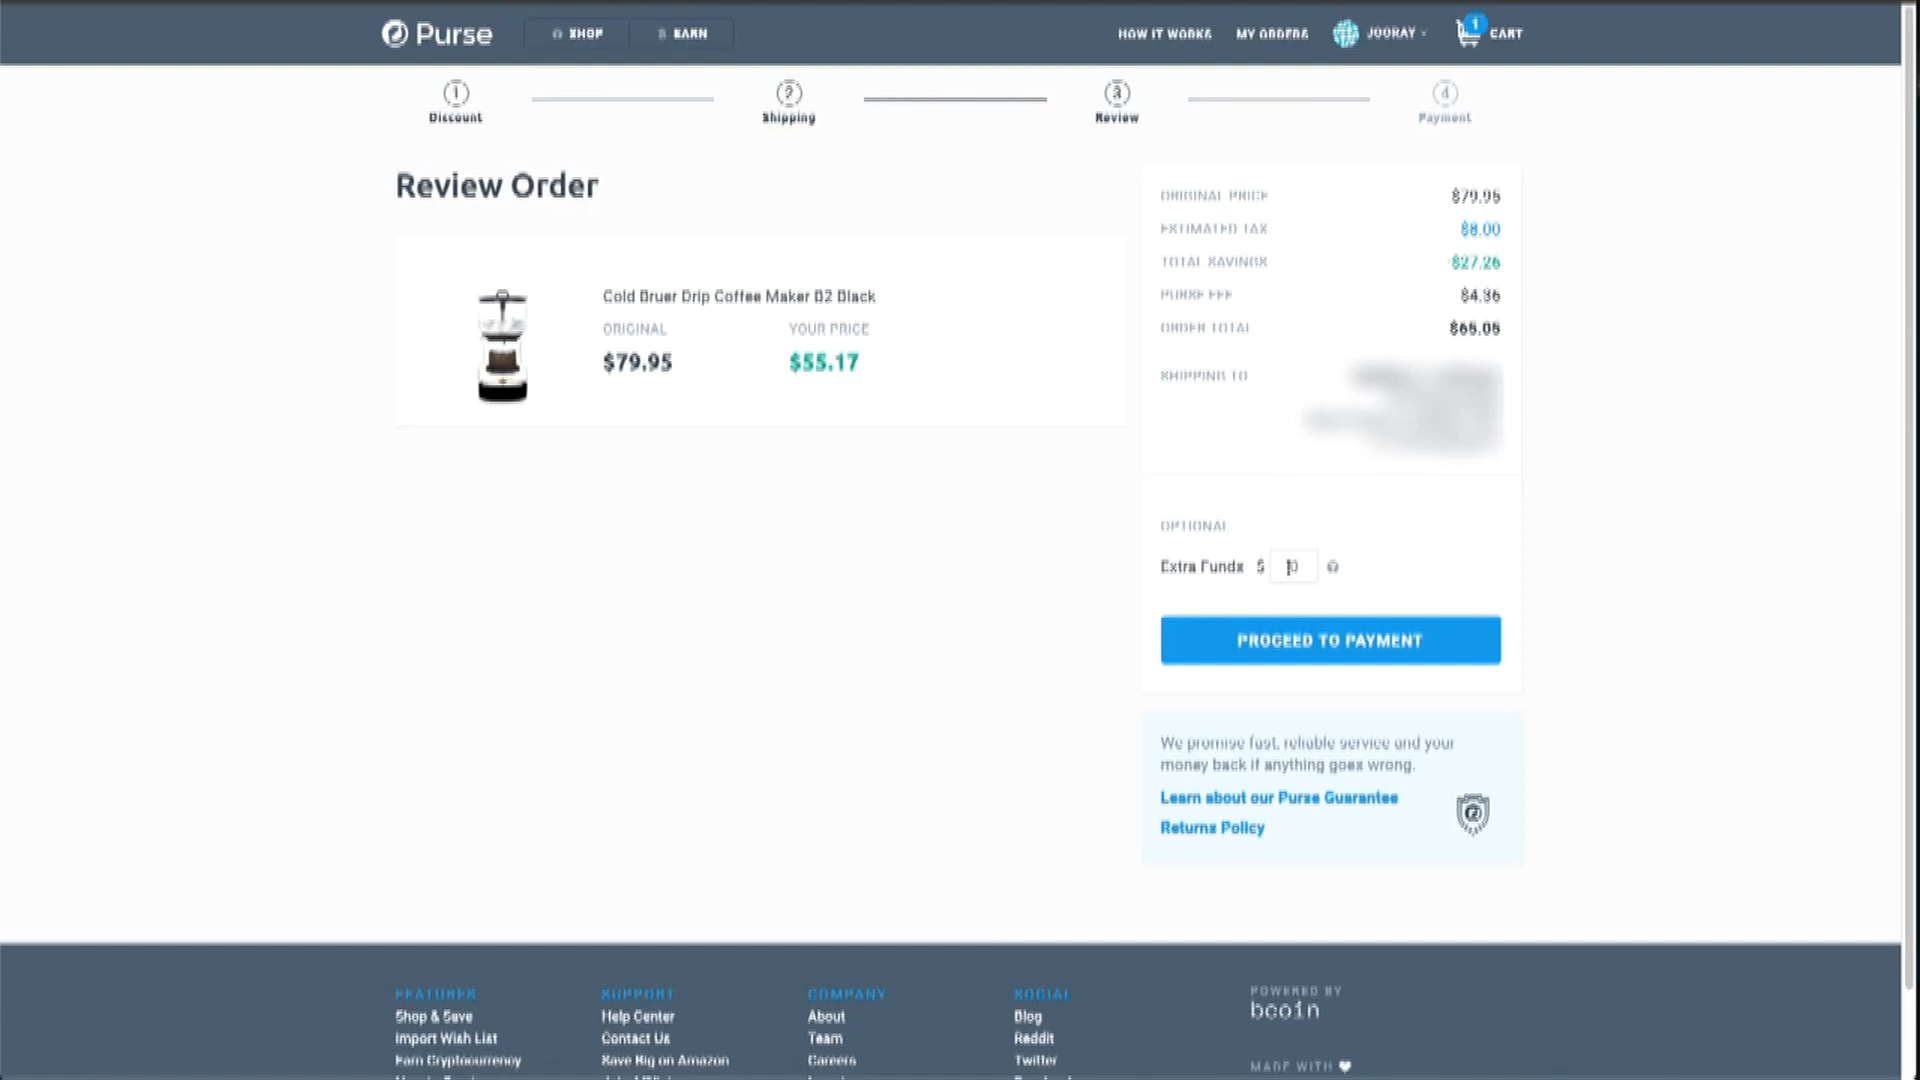 Purse
SHOP
EARN
HOW IT WORKS
MY ORDERS
JOORAY
1
CART
1
Discount
2
Shipping
3
Review
4
Payment
Review Order
Cold Bruer Drip Coffee Maker B2 Black
ORIGINAL
YOUR PRICE
$79.95
$55.17
ORIGINAL PRICE
$79.95
ESTIMATED TAX
$8.00
TOTAL SAVINGS
-$27.26
PURSE FEE
$4.36
ORDER TOTAL
$65.05
SHIPPING TO
OPTIONAL
Extra Funds $
PROCEED TO PAYMENT
We promise fast, reliable service and your
money back if anything goes wrong.
Learn about our Purse Guarantee
Returns Policy
FEATURES
Shop & Save
Import Wish List
Earn Cryptocurrency
SUPPORT
Help Center
Contact Us
Save Big on Amazon
COMPANY
About
Team
Careers
SOCIAL
Blog
Reddit
Twitter
POWERED BY
bcoin
MADE WITH